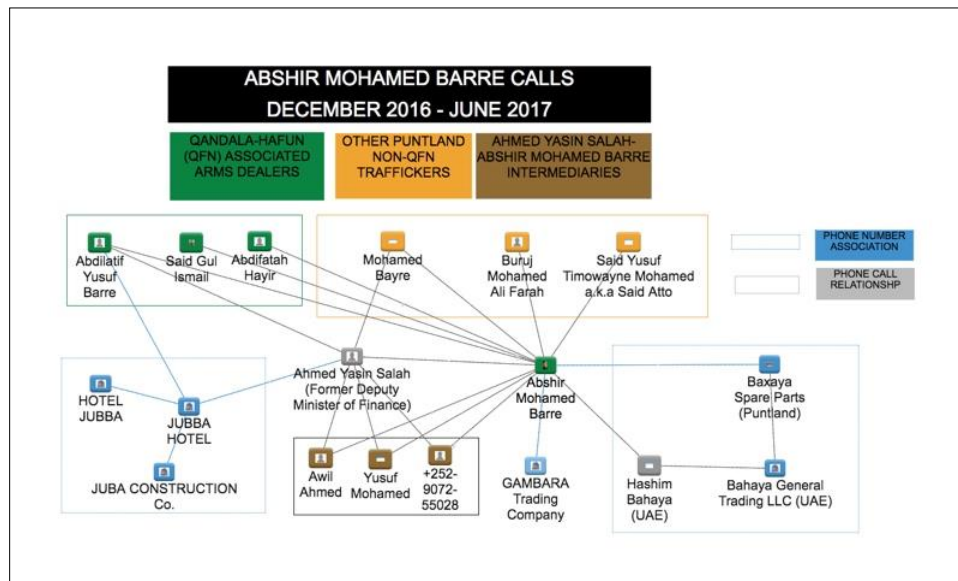 ABSHIR MOHAMED BARRE CALLS
DECEMBER 2016 - JUNE 2017
QANDALA-HAFUN
(QFN) ASSOCIATED
ARMS DEALERS
OTHER PUNTLAND
NON-QFN
TRAFFICKERS
AHMED YASIN SALAH-
ABSHIR MOHAMED BARRE
INTERMEDIARIES
Abdilatif
Yusuf
Barre
Said Gul
Ismail
Abdifatah
Hayir
Mohamed
Bayre
Buruj
Mohamed
Ali Farah
Said Yusuf
Timowayne Mohamed
a.k.a Said Atto
PHONE NUMBER
ASSOCIATION
PHONE CALL
RELATIONSHP
HOTEL
JUBBA
JUBBA
HOTEL
JUBA CONSTRUCTION
Co.
Ahmed Yasin Salah
(Former Deputy
Minister of Finance)
Abshir
Mohamed
Barre
Baxaya
Spare Parts
(Puntland)
Awil
Ahmed
Yusuf
Mohamed
+252-
9072-
55028
GAMBARA
Trading
Company
Hashim
Bahaya
(UAE)
Bahaya General
Trading LLC (UAE)